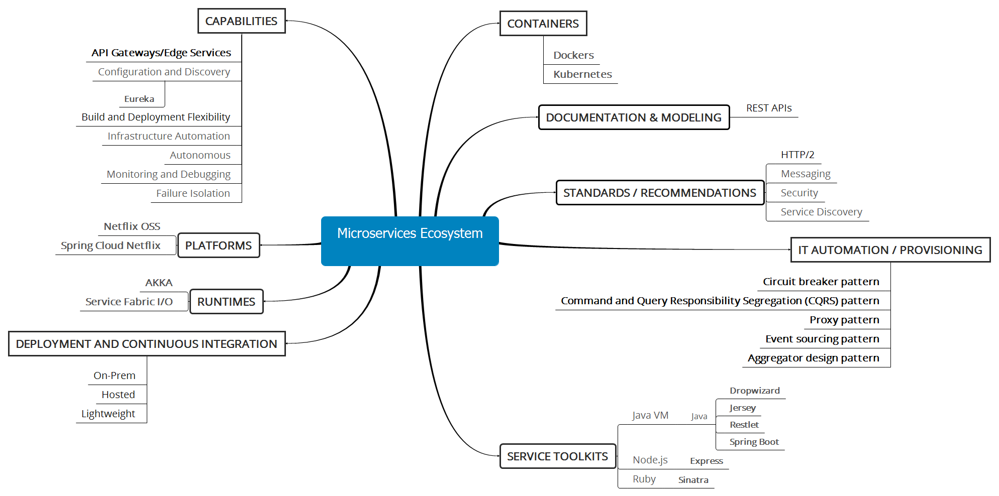 CAPABILITIES
API Gateways/Edge Services
Configuration and Discovery
Eureka
Build and Deployment Flexibility
Infrastructure Automation
Autonomous
Monitoring and Debugging
Failure Isolation
Netflix OSS
Spring Cloud Netflix
PLATFORMS
AKKA
Service Fabric I/O
RUNTIMES
DEPLOYMENT AND CONTINUOUS INTEGRATION
On-Prem
Hosted
Lightweight
Microservices Ecosystem
CONTAINERS
Dockers
Kubernetes
DOCUMENTATION & MODELING
REST APIs
STANDARDS / RECOMMENDATIONS
HTTP/2
Messaging
Security
Service Discovery
IT AUTOMATION / PROVISIONING
Circuit breaker pattern
Command and Query Responsibility Segregation (CQRS) pattern
Proxy pattern
Event sourcing pattern
Aggregator design pattern
SERVICE TOOLKITS
Java VM
Java
Dropwizard
Jersey
Restlet
Spring Boot
Node.js
Express
Ruby
Sinatra